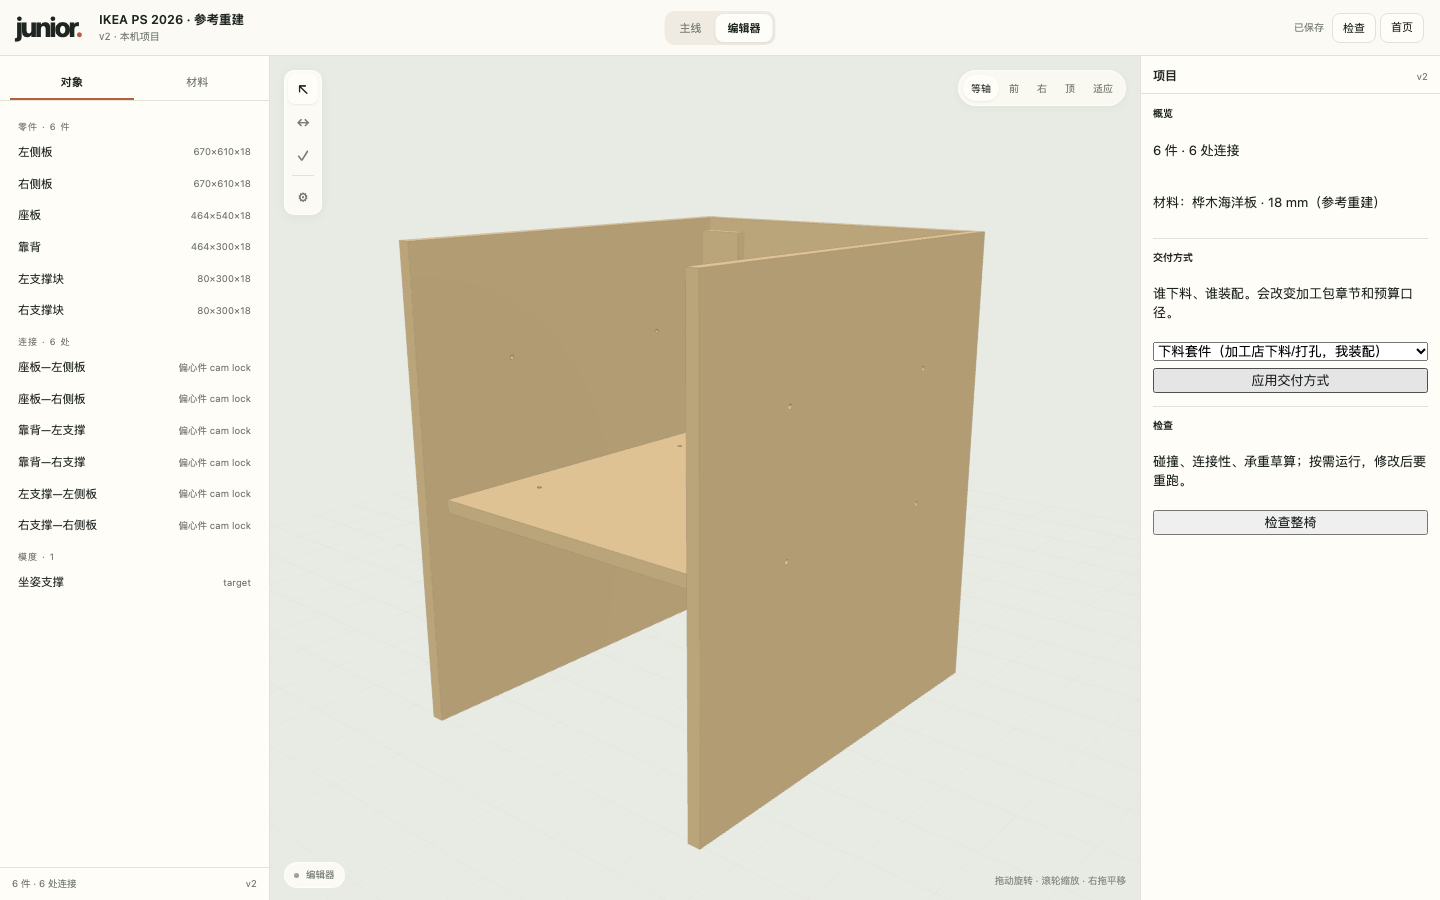 junior.
IKEA PS 2026 · 参考重建
v2 · 本机项目
主线
编辑器
已保存
检查
首页
对象
材料
零件 · 6 件
左侧板 670×610×18
右侧板 670×610×18
座板 464×540×18
靠背 464×300×18
左支撑块 80×300×18
右支撑块 80×300×18
连接 · 6 处
座板—左侧板 偏心件 cam lock
座板—右侧板 偏心件 cam lock
靠背—左支撑 偏心件 cam lock
靠背—右支撑 偏心件 cam lock
左支撑—左侧板 偏心件 cam lock
右支撑—右侧板 偏心件 cam lock
模度 · 1
坐姿支撑 target
6 件 · 6 处连接 v2
等轴 前 右 顶 适应
编辑器
拖动旋转 · 滚轮缩放 · 右拖平移
项目 v2
概览
6 件 · 6 处连接
材料：桦木海洋板 · 18 mm（参考重建）
交付方式
谁下料、谁装配。会改变加工包章节和预算口
径。
下料套件（加工店下料/打孔，我装配）
应用交付方式
检查
碰撞、连接性、承重草算；按需运行，修改后要
重跑。
检查整椅